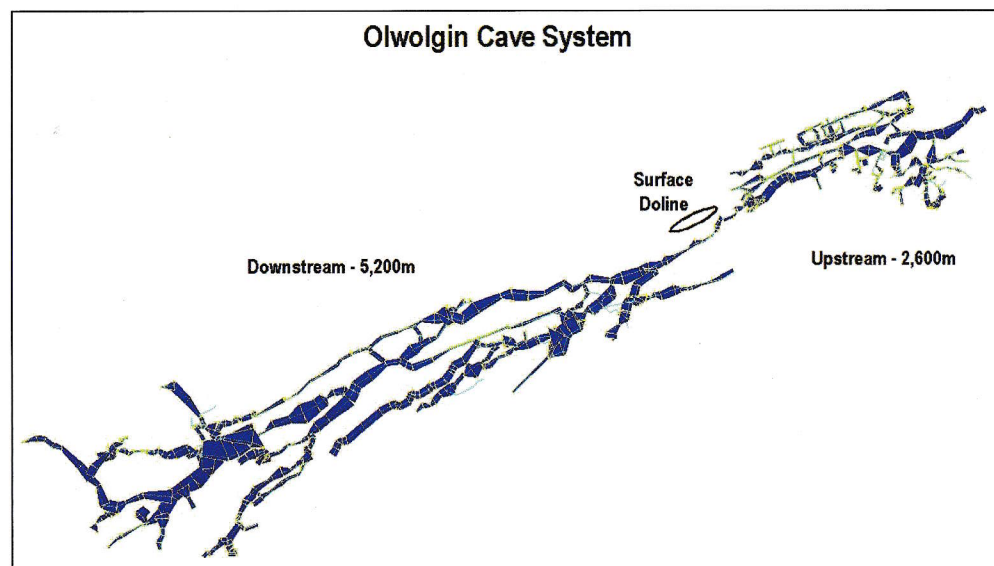 Olwolgin Cave System
Surface
Doline
Downstream - 5,200m
Upstream - 2,600m